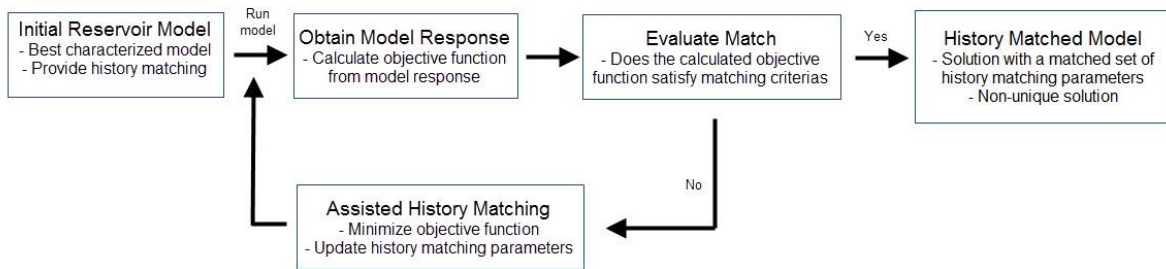 Initial Reservoir Model
- Best characterized model
- Provide history matching
Run
model
Obtain Model Response
- Calculate objective function
from model response
Evaluate Match
- Does the calculated objective
function satisfy matching criterias
Yes
History Matched Model
- Solution with a matched set of
history matching parameters
- Non-unique solution
No
Assisted History Matching
- Minimize objective function
- Update history matching parameters